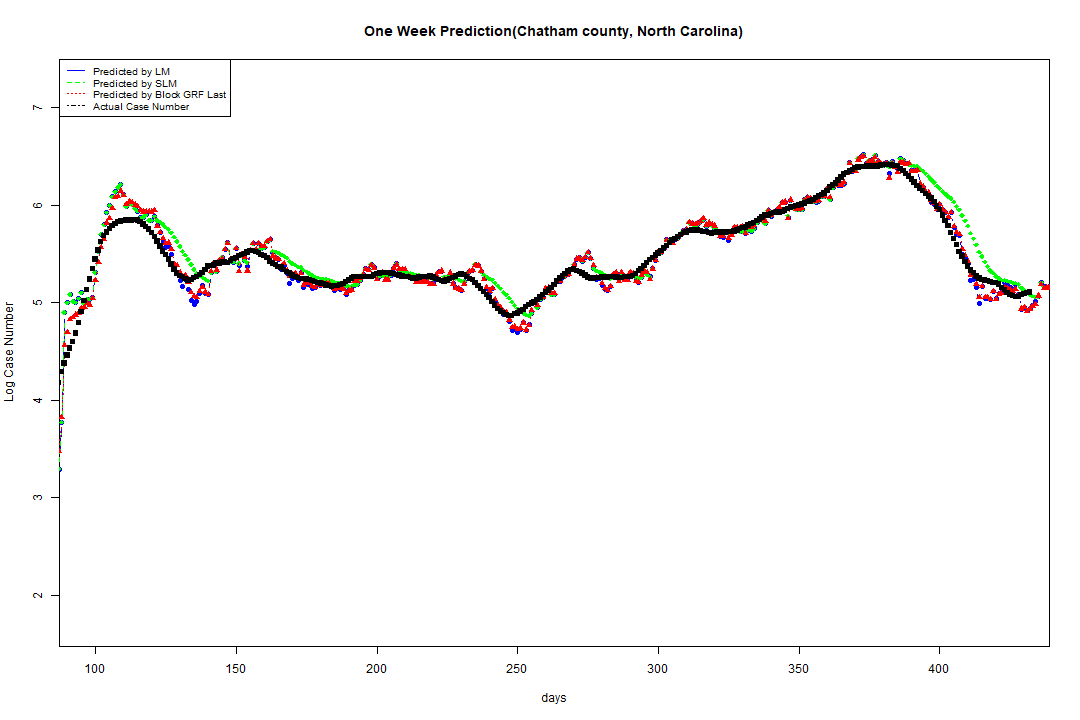 One Week Prediction(Chatham county, North Carolina)
Predicted by LM
Predicted by SLM
Predicted by Block GRF Last
Actual Case Number
7
6
5
4
3
2
Log Case Number
100 150 200 250 300 350 400
days